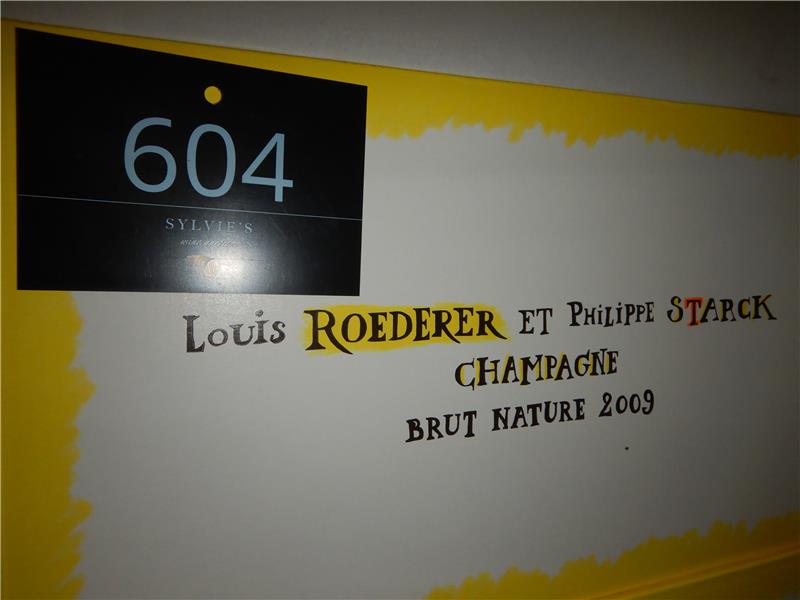 604
SYLVIE'S
Louis ROEDERER ET PHiLiPPE STARCK
CHAMPAGNE
BRUT NATURE 2009